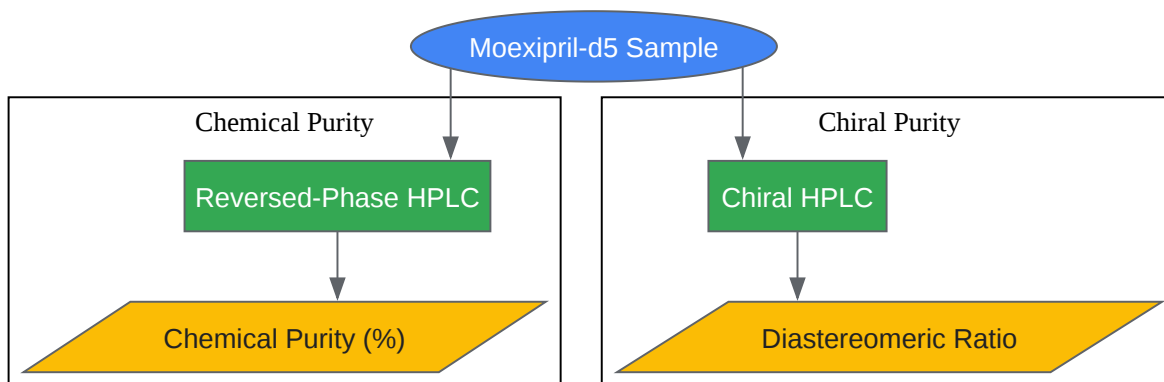 Moexipril-d5 Sample
Chemical Purity
Chiral Purity
Reversed-Phase HPLC
Chiral HPLC
Chemical Purity (%)
Diastereomeric Ratio